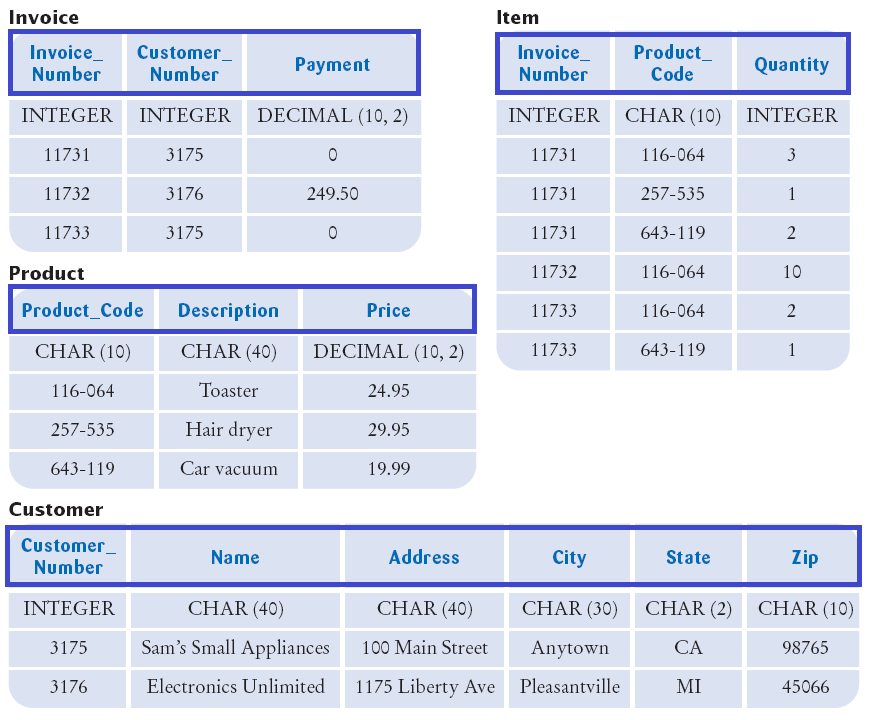 Invoice
Invoice_ Number Customer_ Number Payment
INTEGER INTEGER DECIMAL (10, 2)
11731 3175 0
11732 3176 249.50
11733 3175 0
Item
Invoice_ Number Product_ Code Quantity
INTEGER CHAR (10) INTEGER
11731 116-064 3
11731 257-535 1
11731 643-119 2
11732 116-064 10
11733 116-064 2
11733 643-119 1
Product
Product_Code Description Price
CHAR (10) CHAR (40) DECIMAL (10, 2)
116-064 Toaster 24.95
257-535 Hair dryer 29.95
643-119 Car vacuum 19.99
Customer
Customer_ Number Name Address City State Zip
INTEGER CHAR (40) CHAR (40) CHAR (30) CHAR (2) CHAR (10)
3175 Sam’s Small Appliances 100 Main Street Anytown CA 98765
3176 Electronics Unlimited 1175 Liberty Ave Pleasantville MI 45066